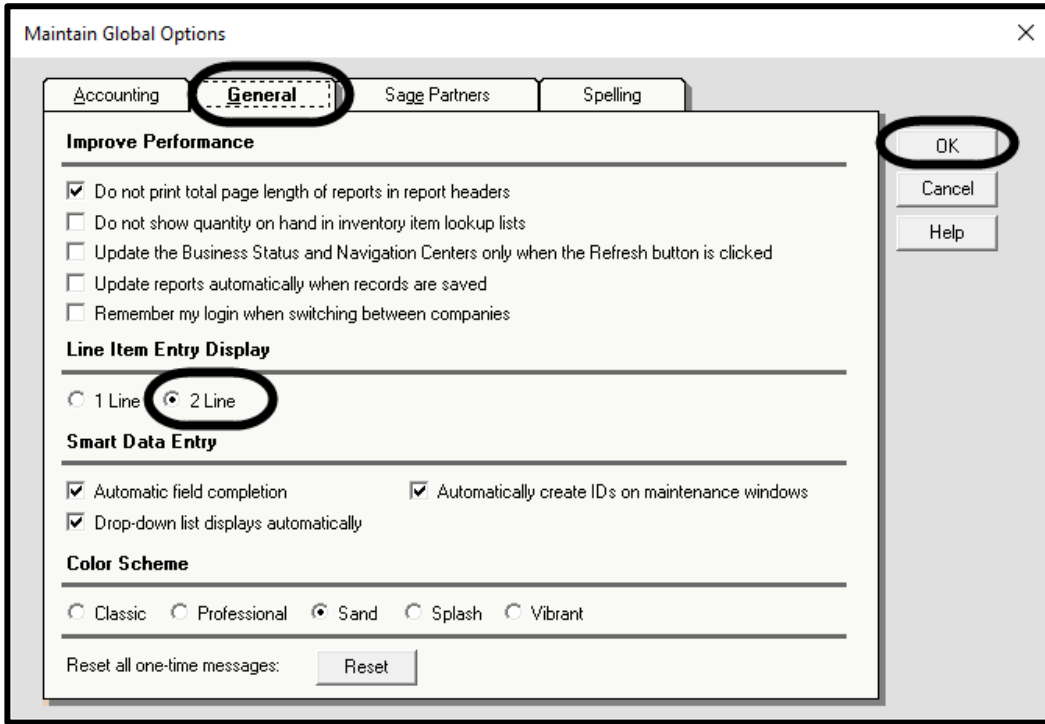 Maintain Global Options
Accounting General Sage Partners Spelling
Improve Performance
OK
Do not print total page length of reports in report headers
Cancel
Do not show quantity on hand in inventory item lookup lists
Help
Update the Business Status and Navigation Centers only when the Refresh button is clicked
Update reports automatically when records are saved
Remember my login when switching between companies
Line Item Entry Display
1 Line 2 Line
Smart Data Entry
Automatic field completion Automatically create IDs on maintenance windows
Drop-down list displays automatically
Color Scheme
Classic Professional Sand Splash Vibrant
Reset all one-time messages: Reset